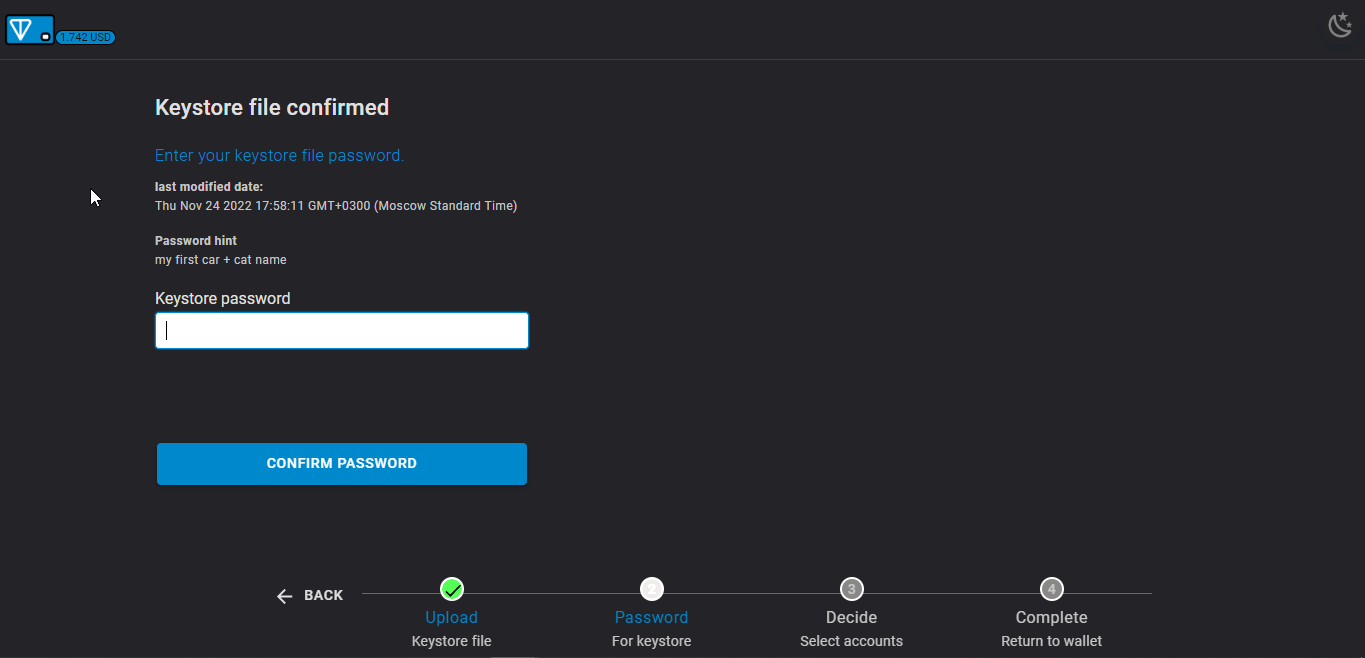 1.742 USD
Keystore file confirmed
Enter your keystore file password.
last modified date:
Thu Nov 24 2022 17:58:11 GMT+0300 (Moscow Standard Time)
Password hint
my first car + cat name
Keystore password
CONFIRM PASSWORD
BACK
2
3
4
Upload
Password
Decide
Complete
Keystore file
For keystore
Select accounts
Return to wallet